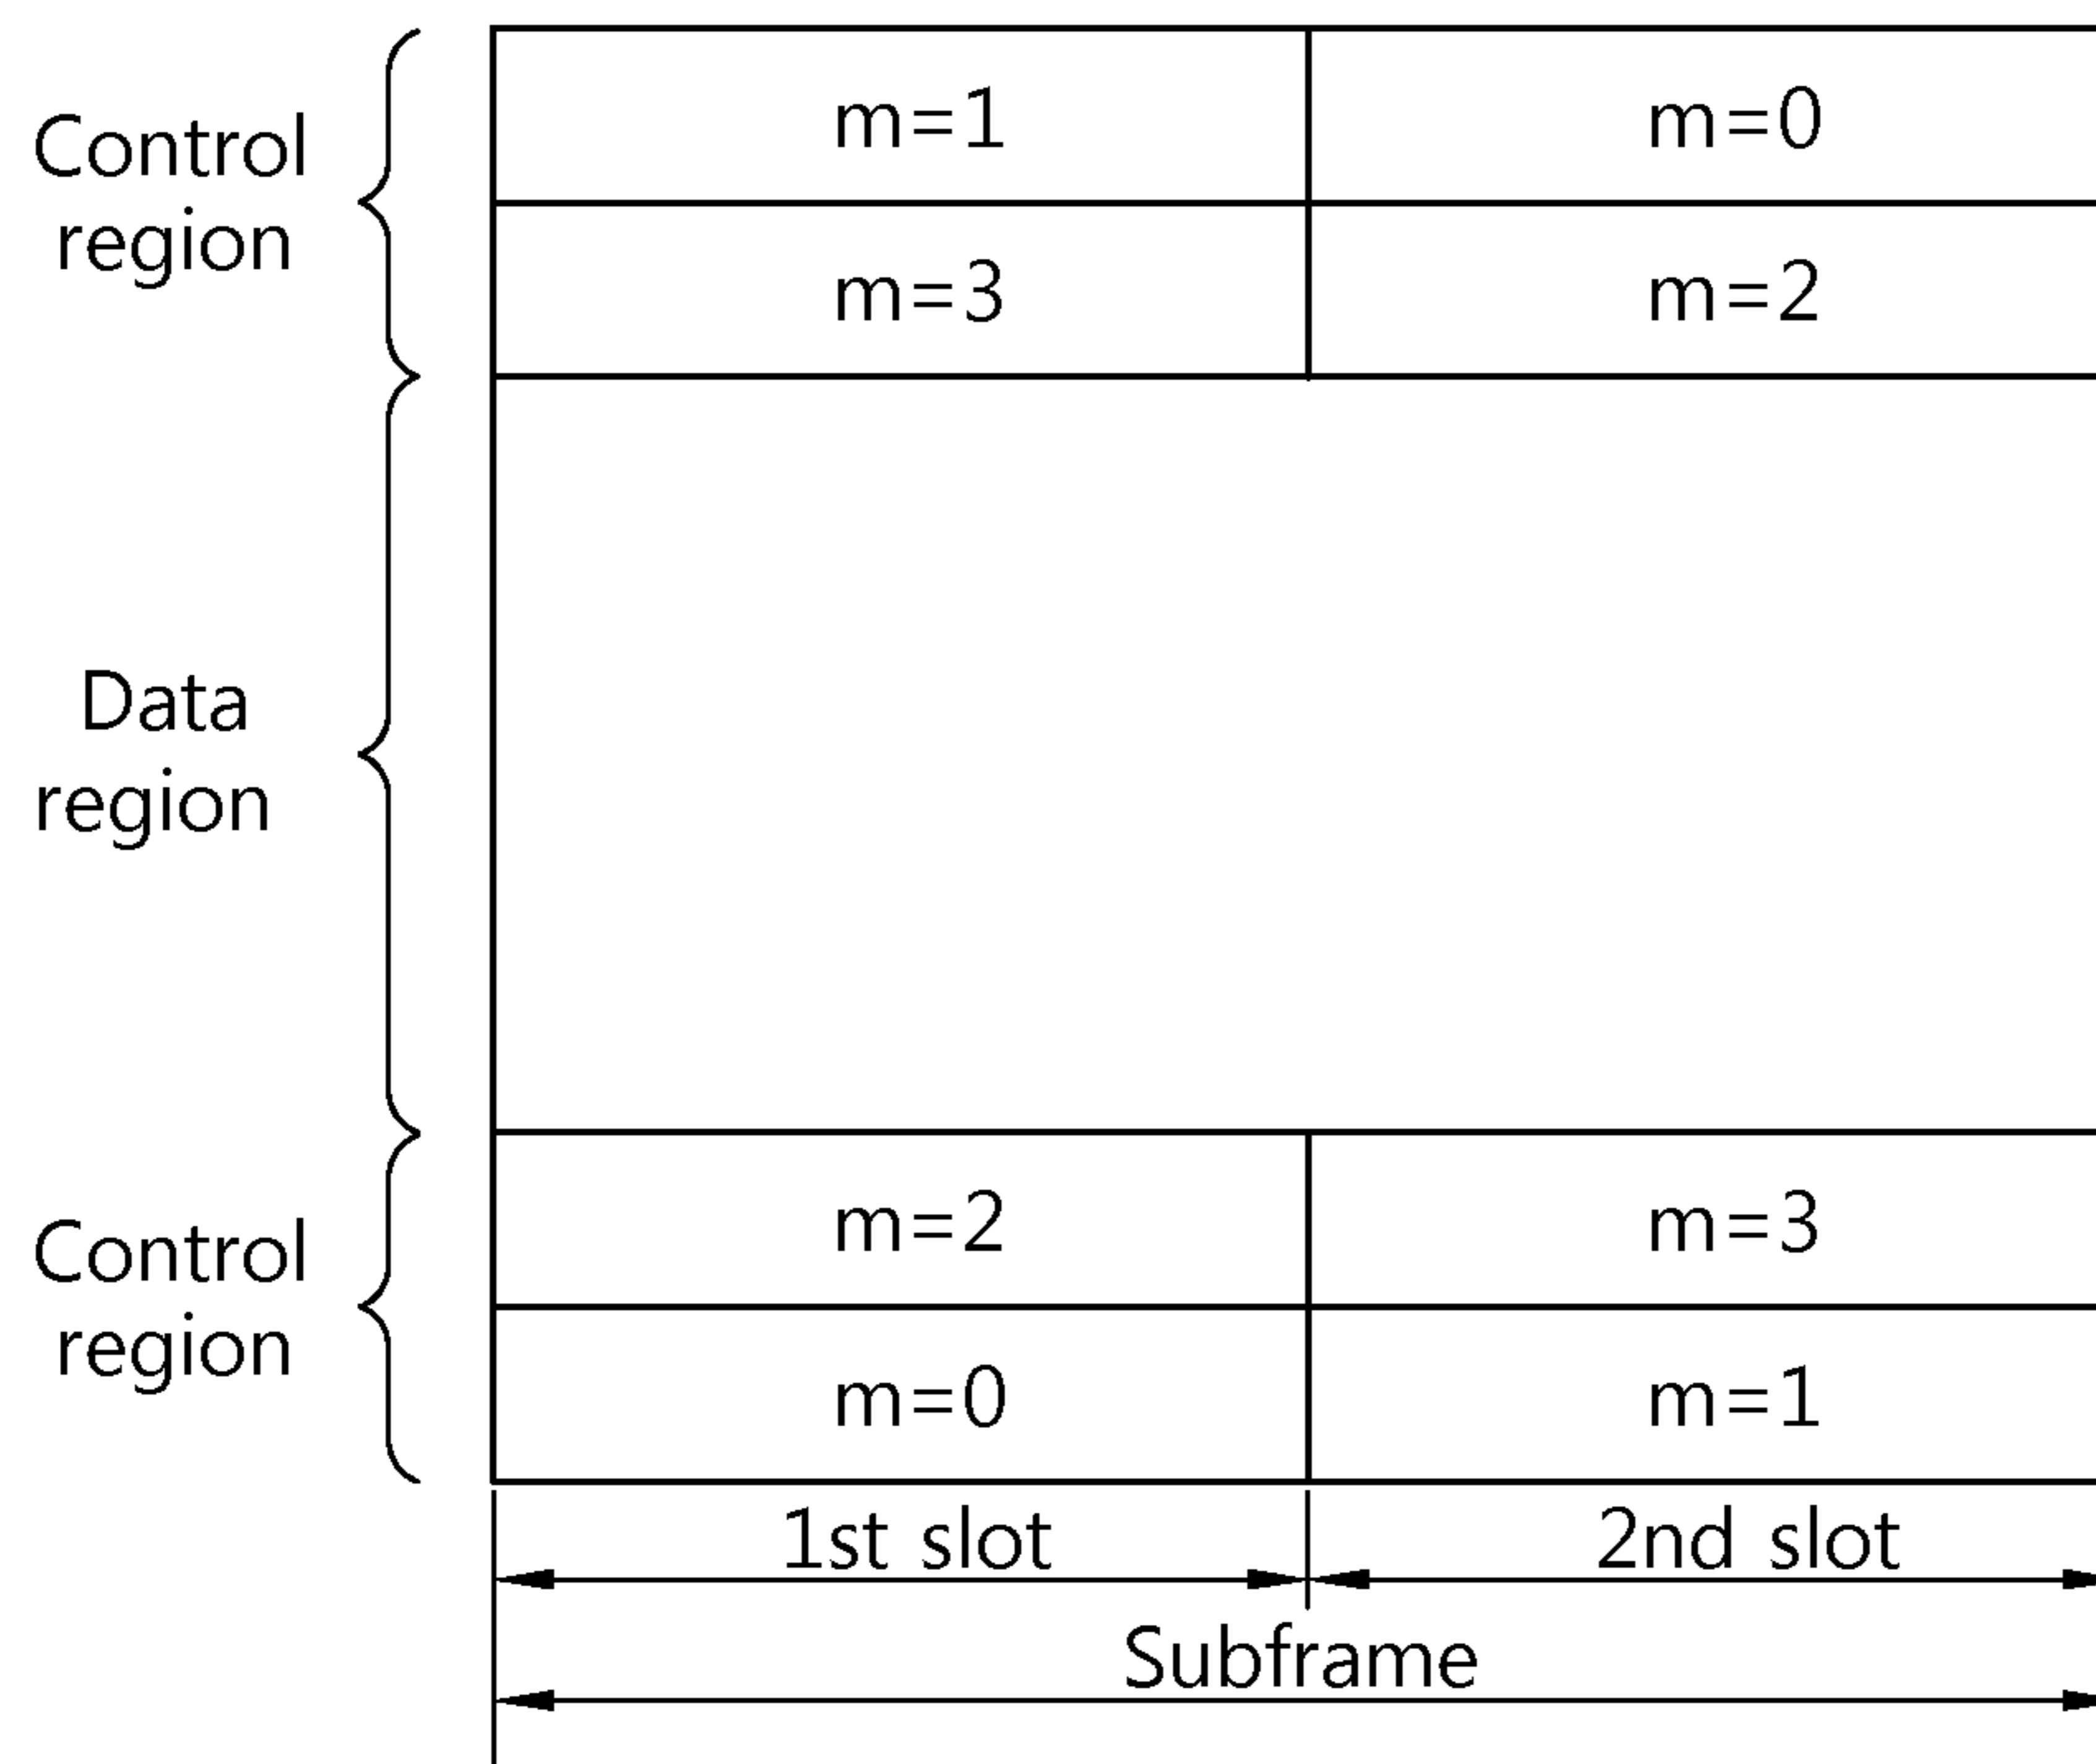 Control
region
m=1
m=0
m=3
m=2
Data
region
Control
region
m=2
m=3
m=0
m=1
1st slot
2nd slot
Subframe